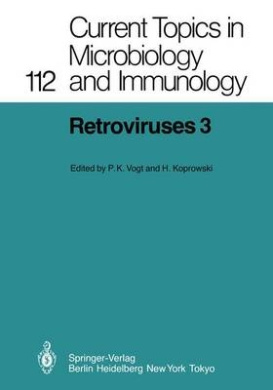 Current Topics in
Microbiology
112 and Immunology
Retroviruses 3
Edited by P. K. Vogt and H. Koprowski
Springer-Verlag
Berlin Heidelberg New York Tokyo